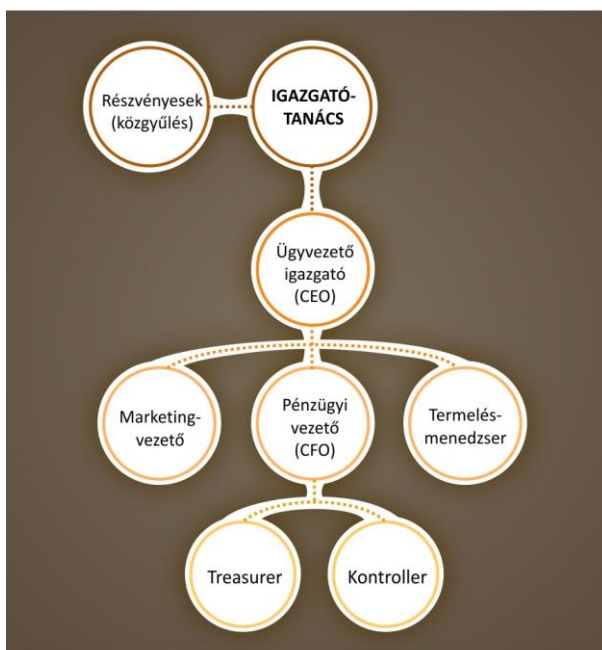 Részvényesek
(közgyűlés)
IGAZGATÓ-
TANÁCS
Ügyvezető
igazgató
(CEO)
Marketing-
vezető
Pénzügyi
vezető
(CFO)
Termelés-
menedzser
Treasurer
Kontroller